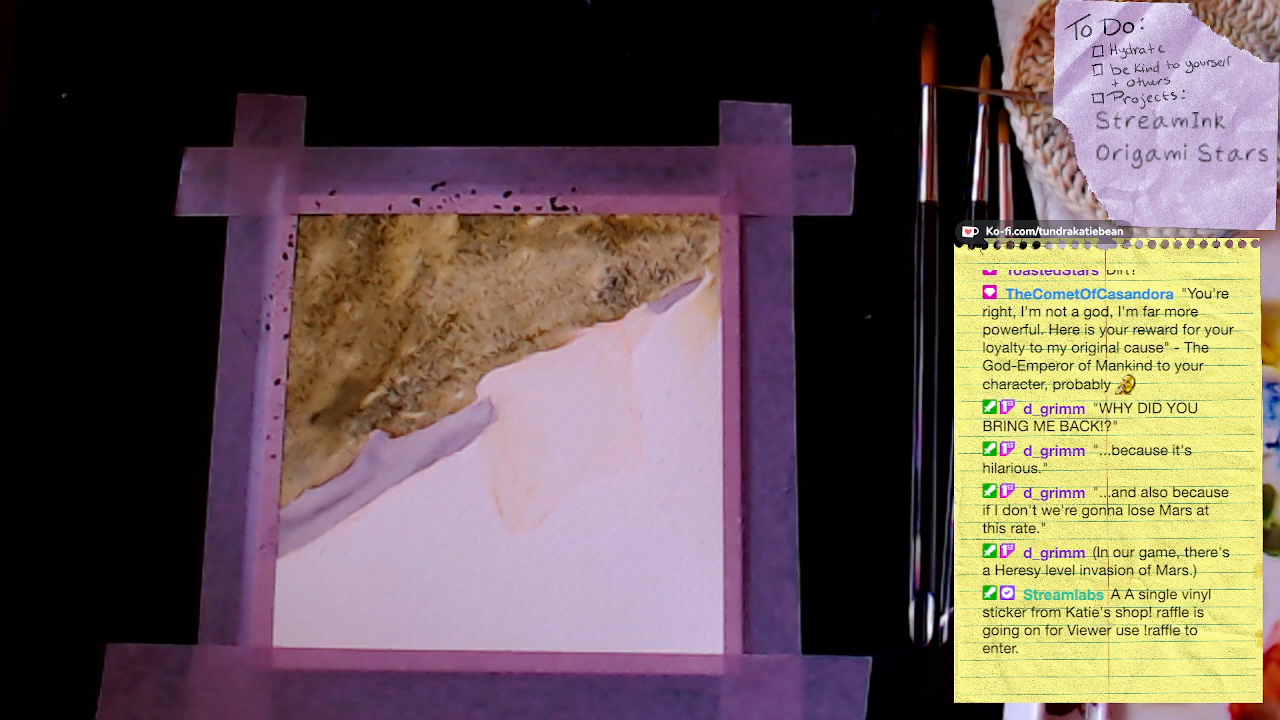 To Do:
Hydrate
be kind to yourself
+ others
Projects:
StreamInk
Origami Stars
Ko-fi.com/tundrakatiebean
ToastedStars Dirt?
TheCometOfCasandora "You're
right, I'm not a god, I'm far more
powerful. Here is your reward for your
loyalty to my original cause" - The
God-Emperor of Mankind to your
character, probably
d_grimm "WHY DID YOU
BRING ME BACK!?"
d_grimm "...because it's
hilarious."
d_grimm "...and also because
if I don't we're gonna lose Mars at
this rate."
d_grimm (In our game, there's
a Heresy level invasion of Mars.)
Streamlabs A A single vinyl
sticker from Katie's shop! raffle is
going on for Viewer use !raffle to
enter.